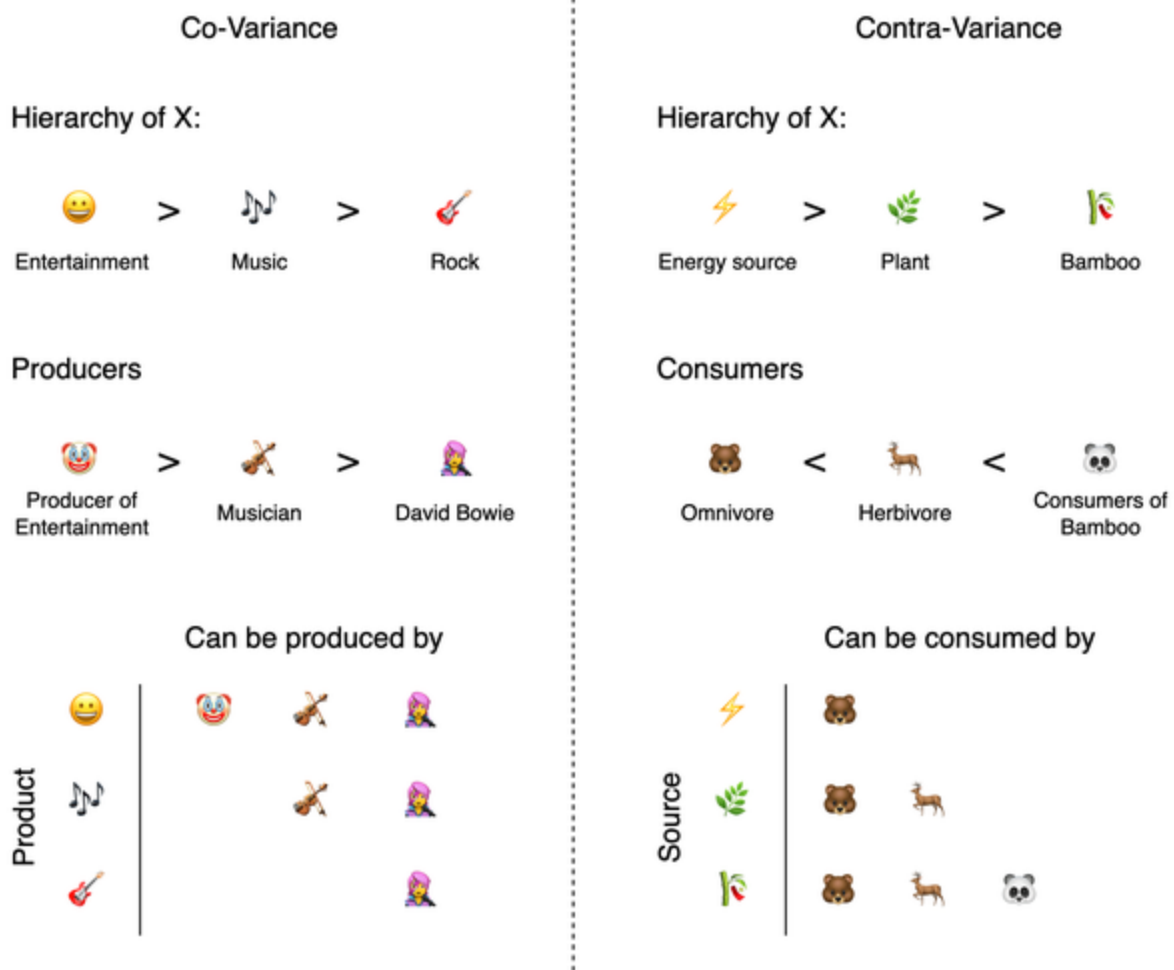 Co-Variance
Hierarchy of X:
> >
Entertainment Music Rock
Producers
> >
Producer of
Entertainment
Musician
David Bowie
Can be produced by
Product
Contra-Variance
Hierarchy of X:
> >
Energy source Plant Bamboo
Consumers
< <
Omnivore
Herbivore
Consumers of
Bamboo
Can be consumed by
Source